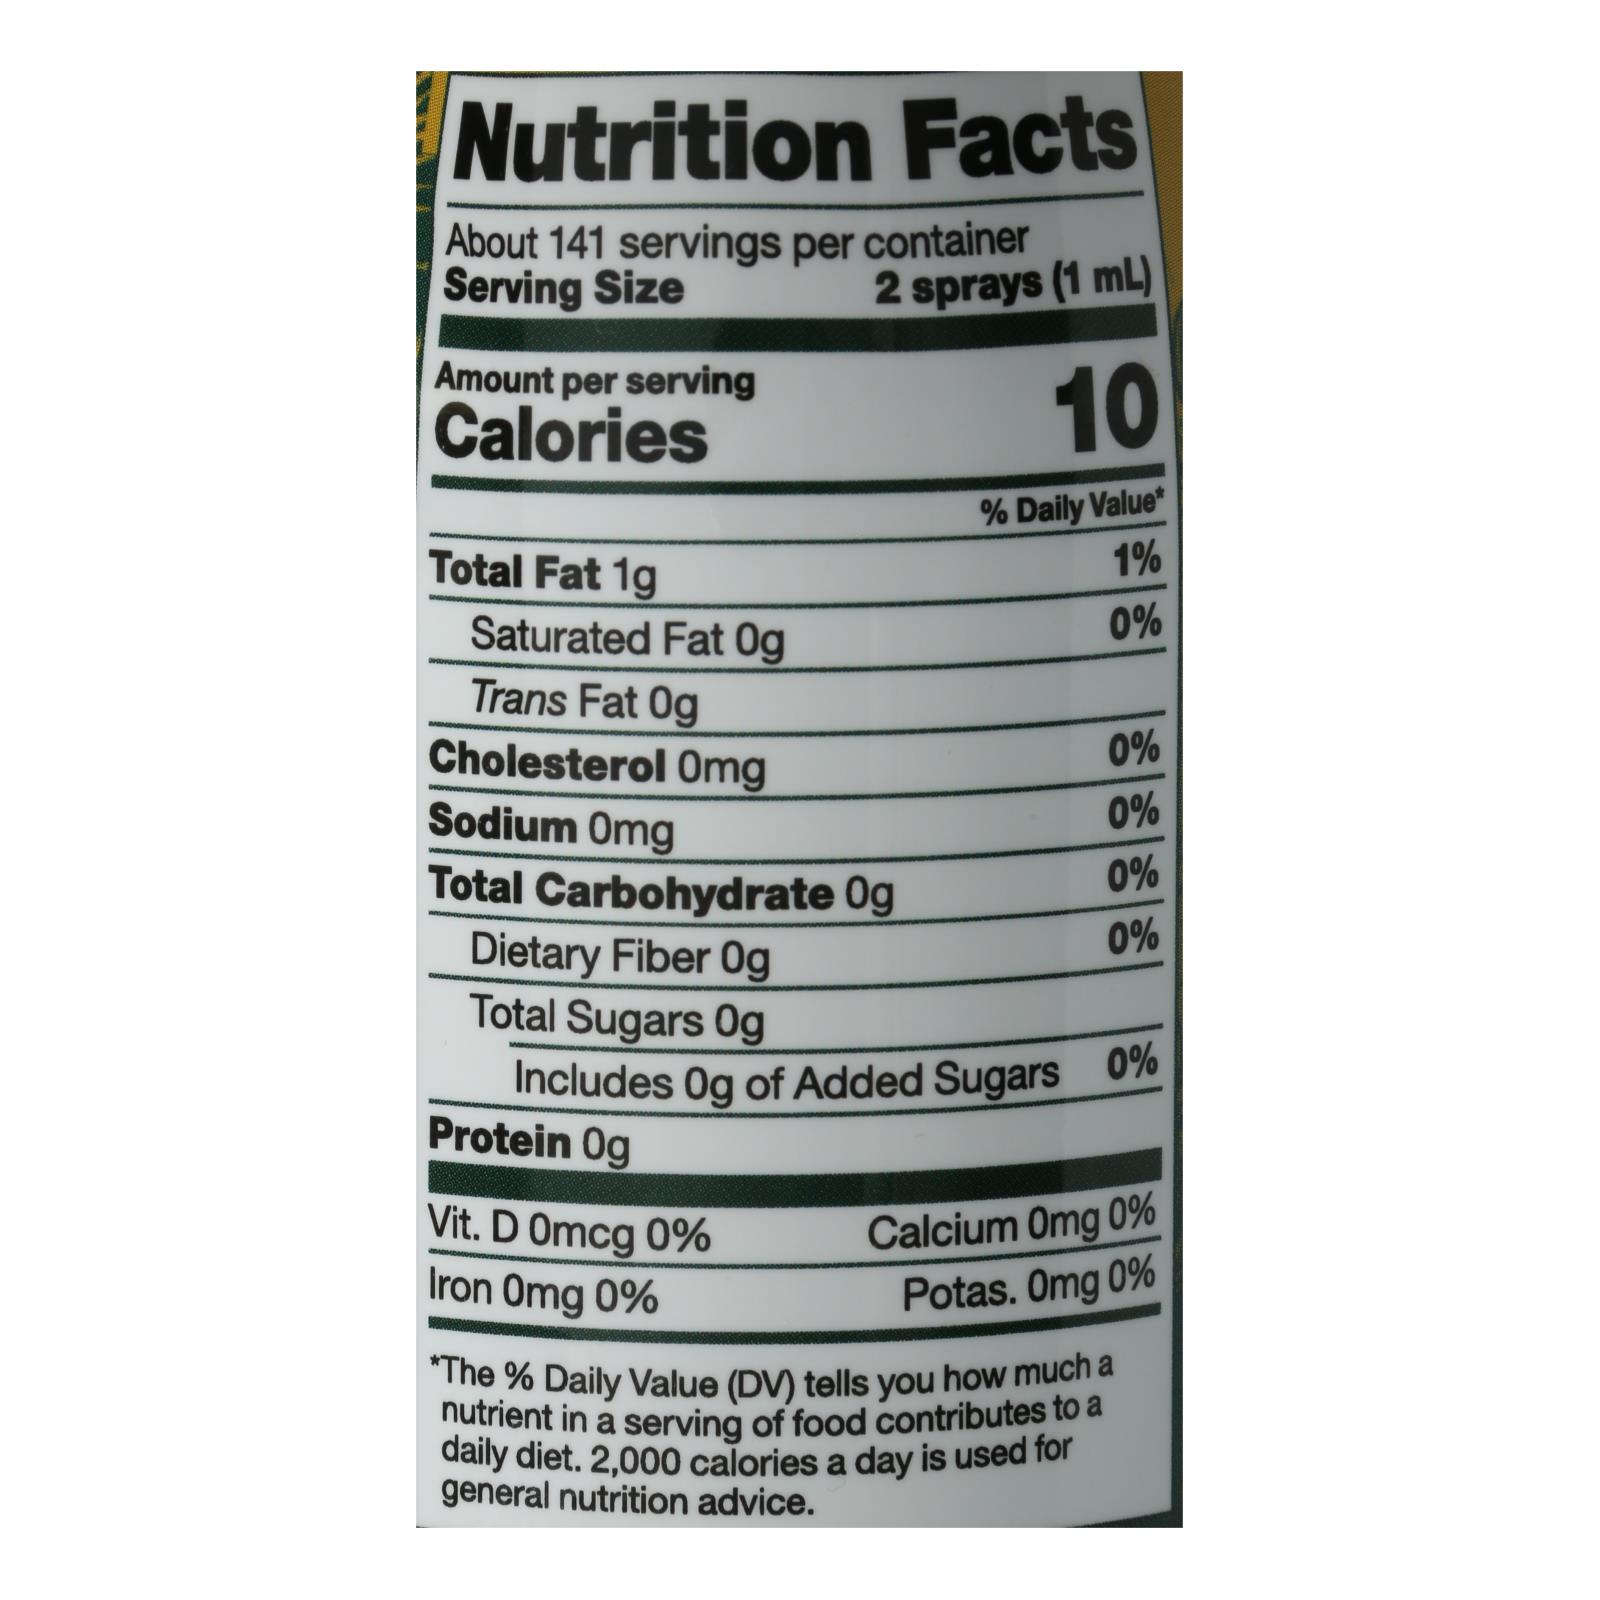 Nutrition Facts
About 141 servings per container
Serving Size 2 sprays (1 mL)
Amount per serving
Calories 10
% Daily Value*
Total Fat 1g 1%
Saturated Fat 0g 0%
Trans Fat 0g
Cholesterol 0mg 0%
Sodium 0mg 0%
Total Carbohydrate 0g 0%
Dietary Fiber 0g 0%
Total Sugars 0g
Includes 0g of Added Sugars 0%
Protein 0g
Vit. D 0mcg 0% Calcium 0mg 0%
Iron 0mg 0% Potas. 0mg 0%
*The % Daily Value (DV) tells you how much a
nutrient in a serving of food contributes to a
daily diet. 2,000 calories a day is used for
general nutrition advice.